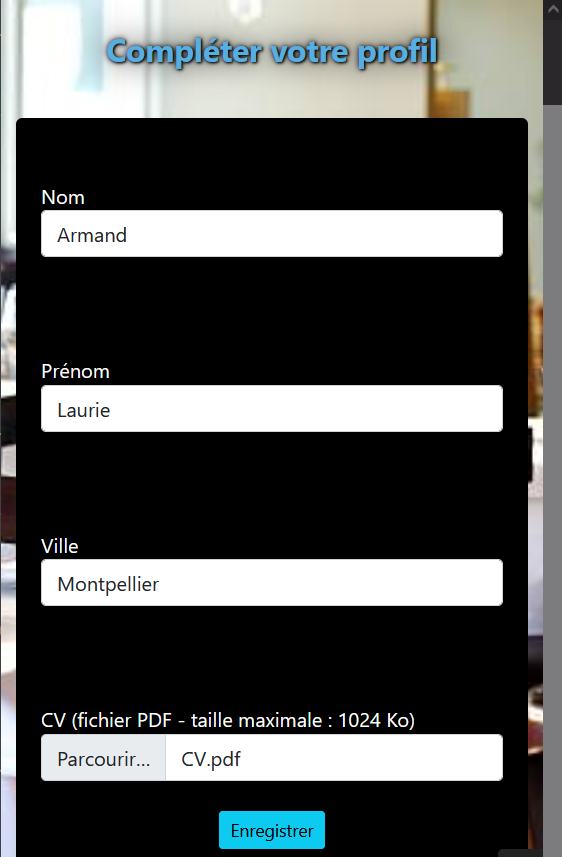 Compléter votre profil
Nom
Armand
Prénom
Laurie
Ville
Montpellier
CV (fichier PDF - taille maximale : 1024 Ko)
Parcourir... CV.pdf
Enregistrer